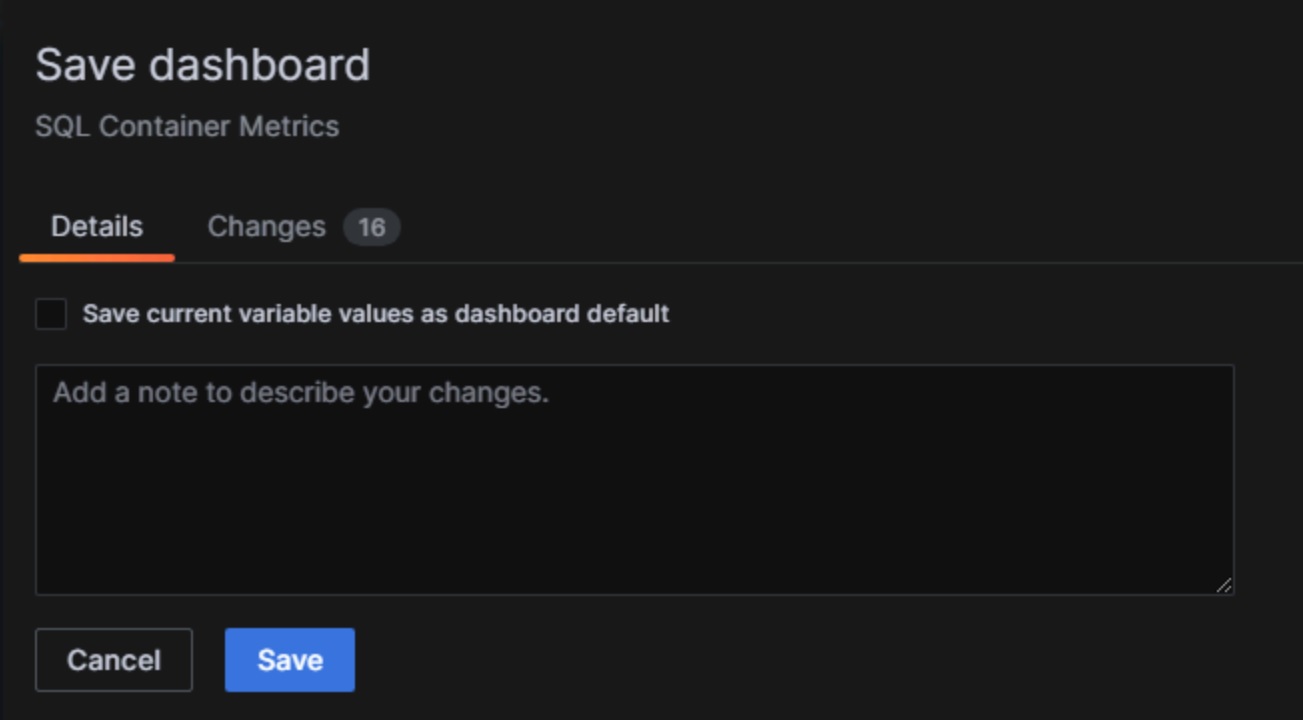 Save dashboard
SQL Container Metrics
Details Changes 16
Save current variable values as dashboard default
Add a note to describe your changes.
Cancel Save